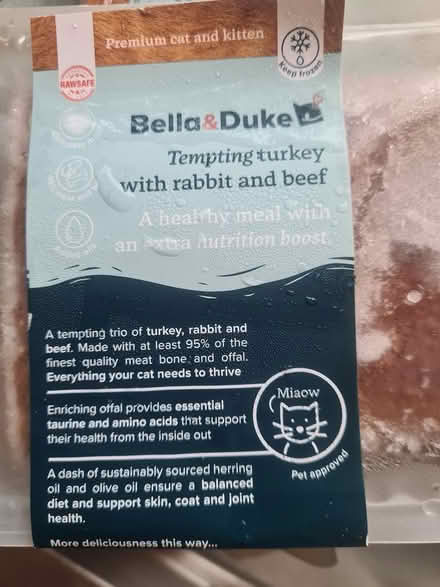 Premium cat and kitten
Keep frozen
RAWSAFE
Bella&Duke
Tempting turkey
with rabbit and beef
A healthy meal with
an extra nutrition boost.
A tempting trio of turkey, rabbit and
beef. Made with at least 95% of the
finest quality meat bone and offal.
Everything your cat needs to thrive
Enriching offal provides essential
taurine and amino acids that support
their health from the inside out
Miaow
Pet approved
A dash of sustainably sourced herring
oil and olive oil ensure a balanced
diet and support skin, coat and joint
health.
More deliciousness this way...